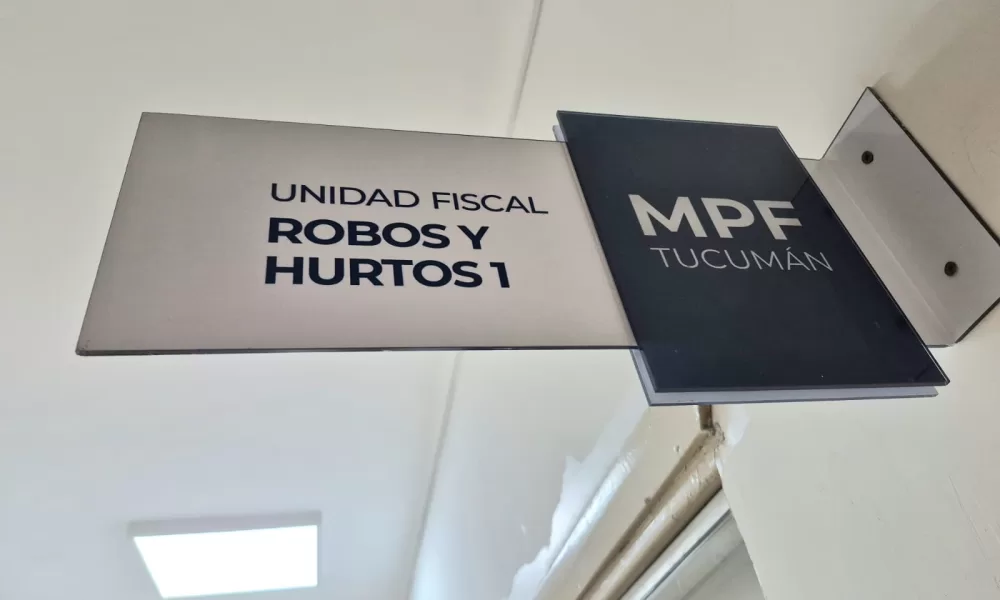 UNIDAD FISCAL
ROBOS Y
HURTOS 1
MPF
TUCUMÁN